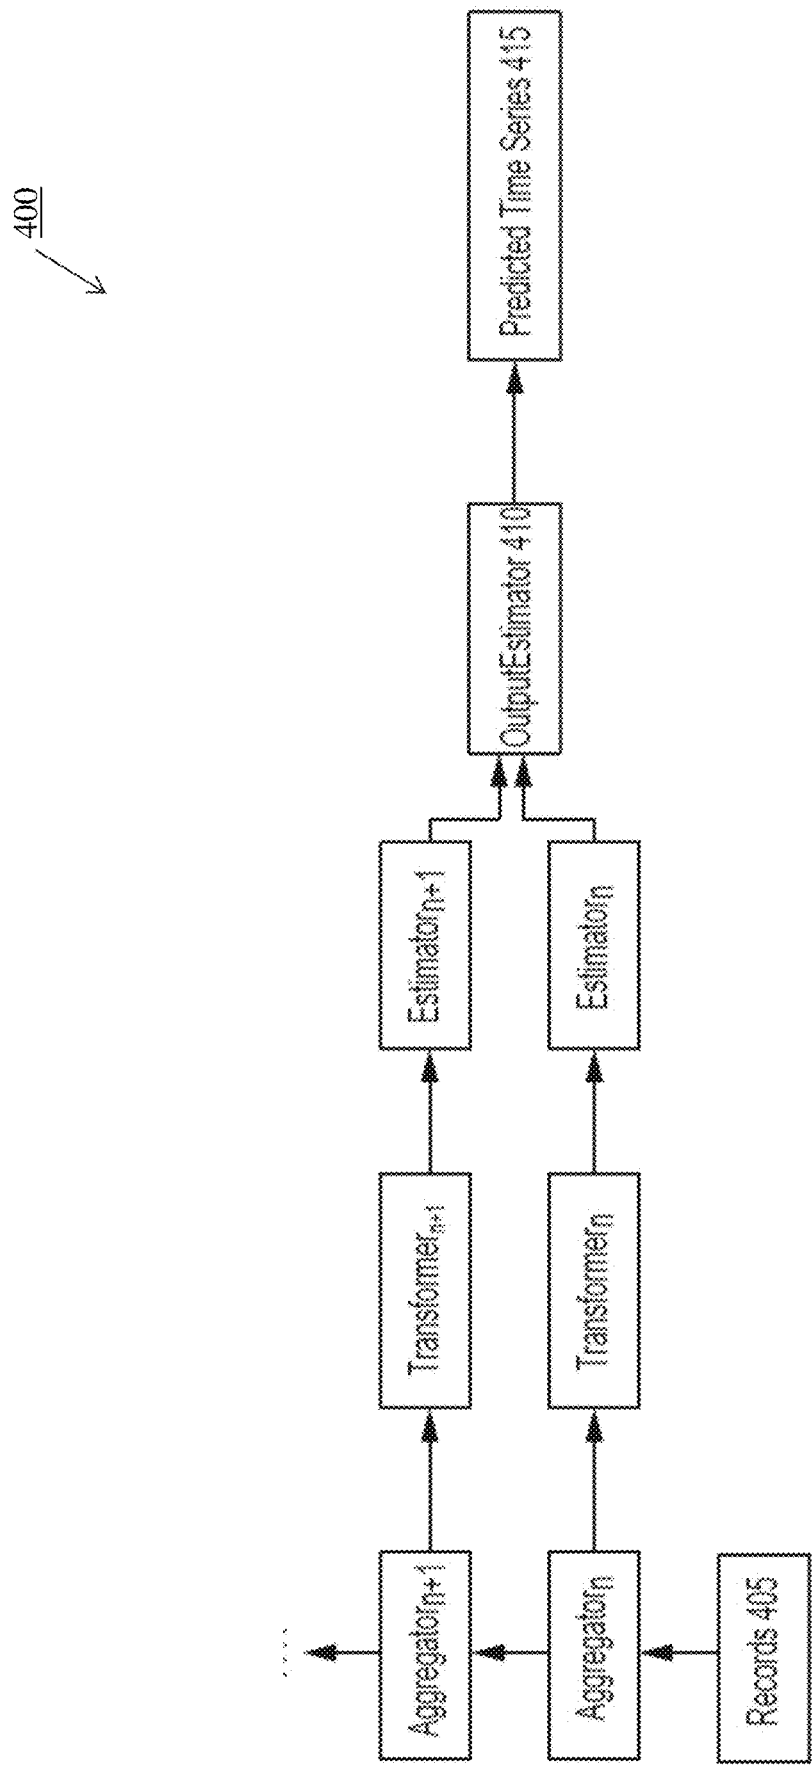 400
....
Aggregatorn+1
Transformern+1
Estimatorn+1
Aggregatorn
Transformern
Estimatorn
OutputEstimator 410
Predicted Time Series 415
Records 405